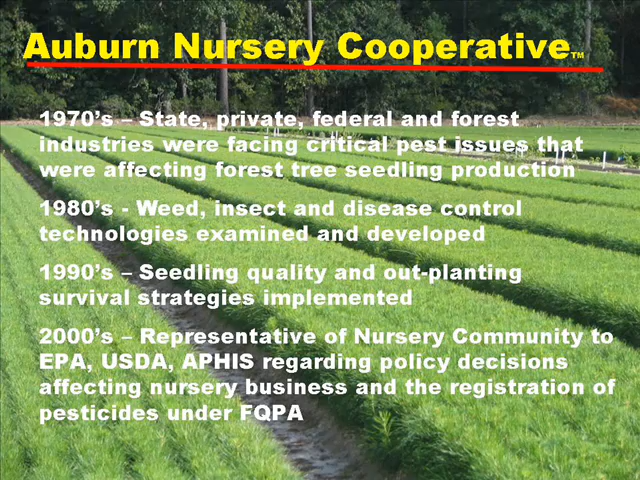 Auburn Nursery Cooperative™
1970's – State, private, federal and forest
industries were facing critical pest issues that
were affecting forest tree seedling production
1980's - Weed, insect and disease control
technologies examined and developed
1990's – Seedling quality and out-planting
survival strategies implemented
2000's – Representative of Nursery Community to
EPA, USDA, APHIS regarding policy decisions
affecting nursery business and the registration of
pesticides under FQPA